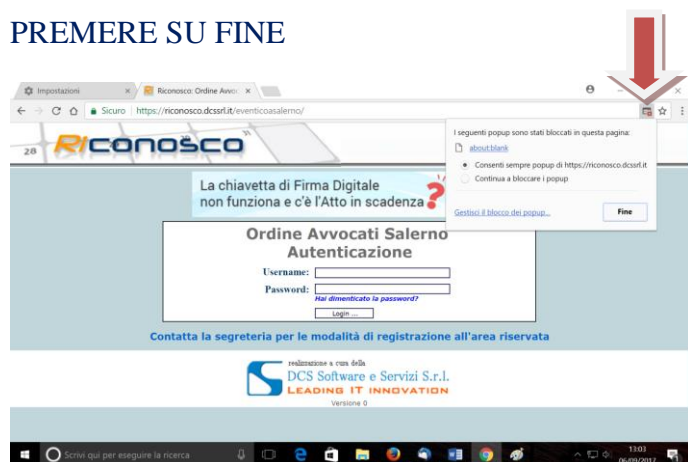 PREMERE SU FINE
Impostazioni
Riconosco: Ordine Avvoc
Sicuro https://riconosco.dcssrl.it/eventicoasalerno/
I seguenti popup sono stati bloccati in questa pagina:
about:blank
Consenti sempre popup di https://riconosco.dcssrl.it
Continua a bloccare i popup
Gestisci il blocco dei popup...
Fine
28
Riconosco
La chiavetta di Firma Digitale
non funziona e c'è l'Atto in scadenza?
Ordine Avvocati Salerno
Autenticazione
Username:
Password:
Hai dimenticato la password?
Login ...
Contatta la segreteria per le modalità di registrazione all'area riservata
realizzazione a cura della
DCS Software e Servizi S.r.l.
LEADING IT INNOVATION
Versione 0
Scrivi qui per eseguire la ricerca
13:03
06/09/2017